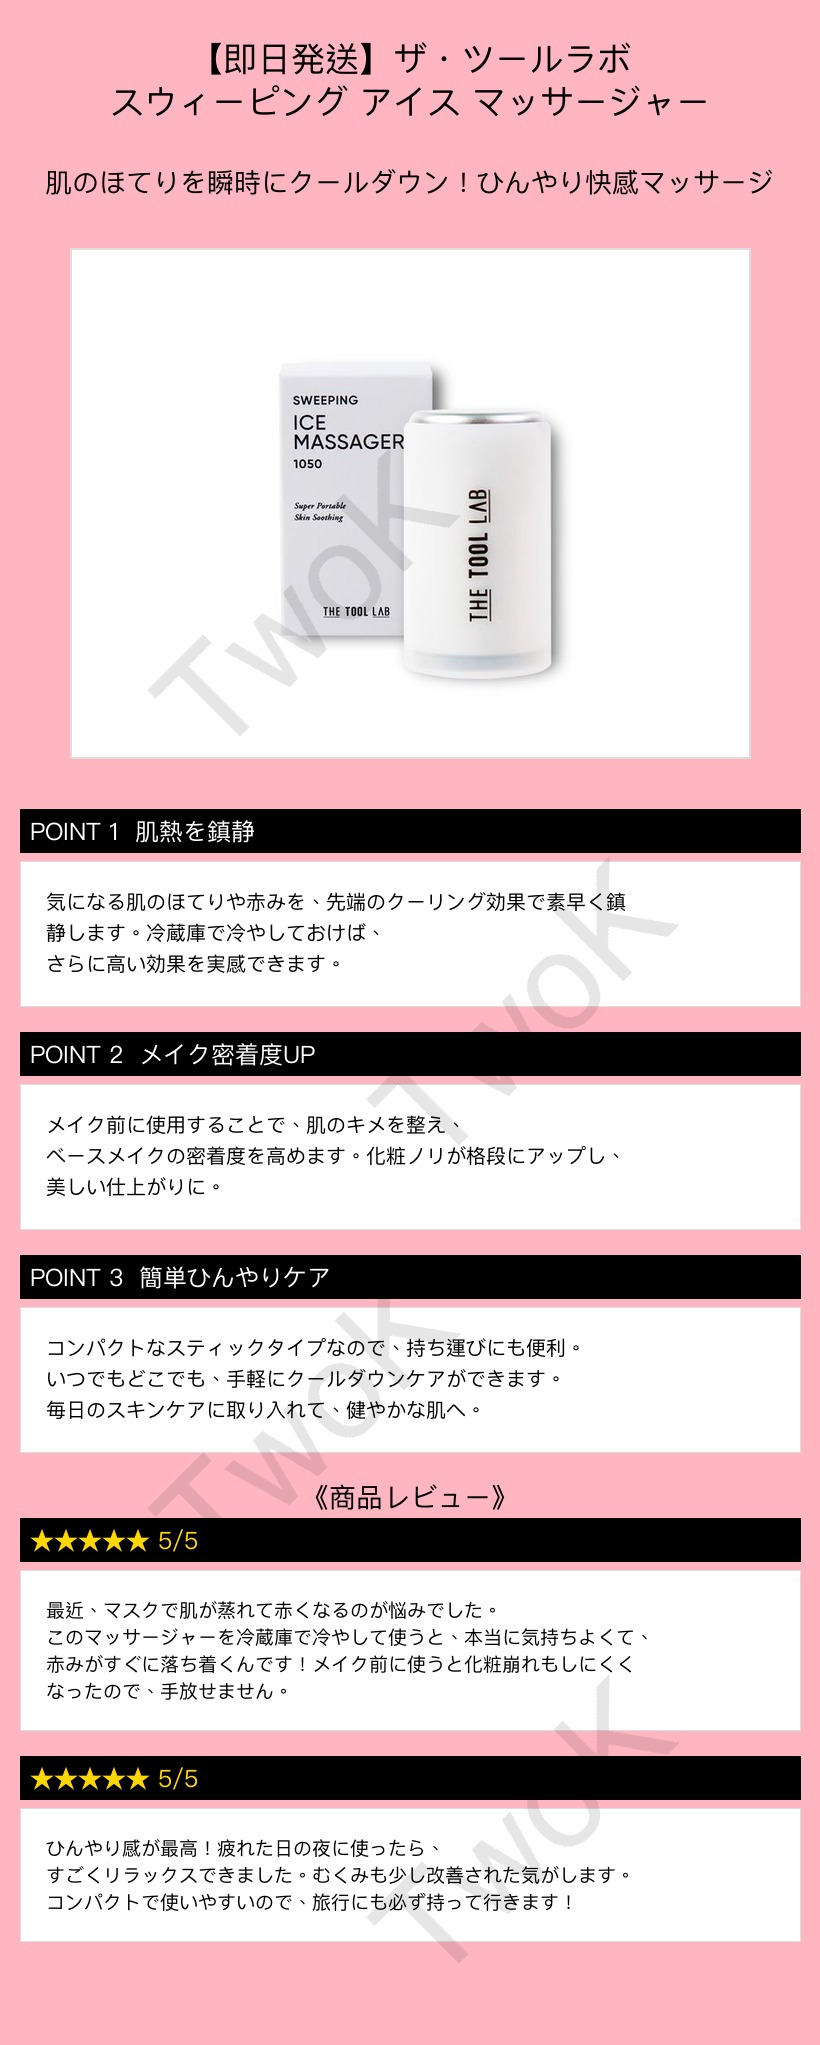 【即日発送】ザ・ツールラボ
スウィーピング アイス マッサージャー
肌のほてりを瞬時にクールダウン！ひんやり快感マッサージ
SWEEPING
ICE
MASSAGER
1050
Super Portable
Skin Soothing
THE TOOL LAB
THE TOOL LAB
TwoK
POINT 1 肌熱を鎮静
気になる肌のほてりや赤みを、先端のクーリング効果で素早く鎮
静します。冷蔵庫で冷やしておけば、
さらに高い効果を実感できます。
TwoK
POINT 2 メイク密着度UP
メイク前に使用することで、肌のキメを整え、
ベースメイクの密着度を高めます。化粧ノリが格段にアップし、
美しい仕上がりに。
POINT 3 簡単ひんやりケア
コンパクトなスティックタイプなので、持ち運びにも便利。
いつでもどこでも、手軽にクールダウンケアができます。
毎日のスキンケアに取り入れて、健やかな肌へ。
TwoK
《商品レビュー》
★★★★★ 5/5
最近、マスクで肌が蒸れて赤くなるのが悩みでした。
このマッサージャーを冷蔵庫で冷やして使うと、本当に気持ちよくて、
赤みがすぐに落ち着くんです！メイク前に使うと化粧崩れもしにくく
なったので、手放せません。
★★★★★ 5/5
ひんやり感が最高！疲れた日の夜に使ったら、
すごくリラックスできました。むくみも少し改善された気がします。
コンパクトで使いやすいので、旅行にも必ず持って行きます！
TwoK